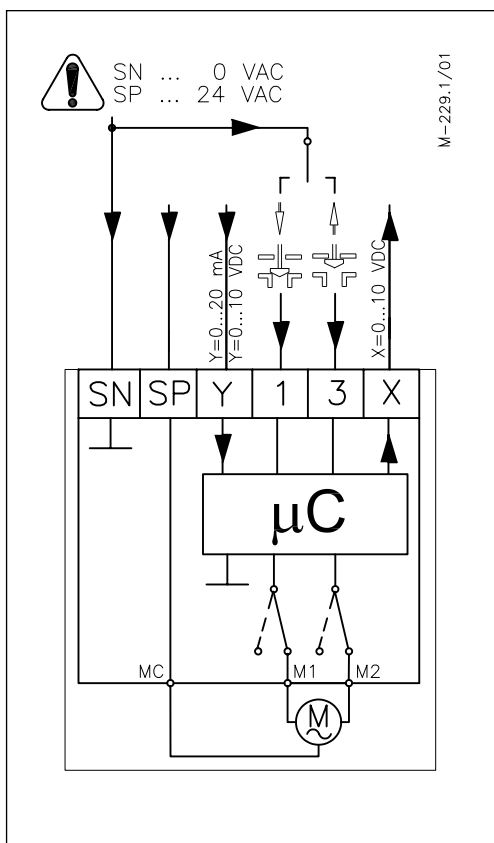 SN ... 0 VAC
SP ... 24 VAC
M-229.1/01
Y=0...20 mA
Y=0...10 VDC
X=0...10 VDC
SN SP Y 1 3 X
µC
MC M1 M2
M